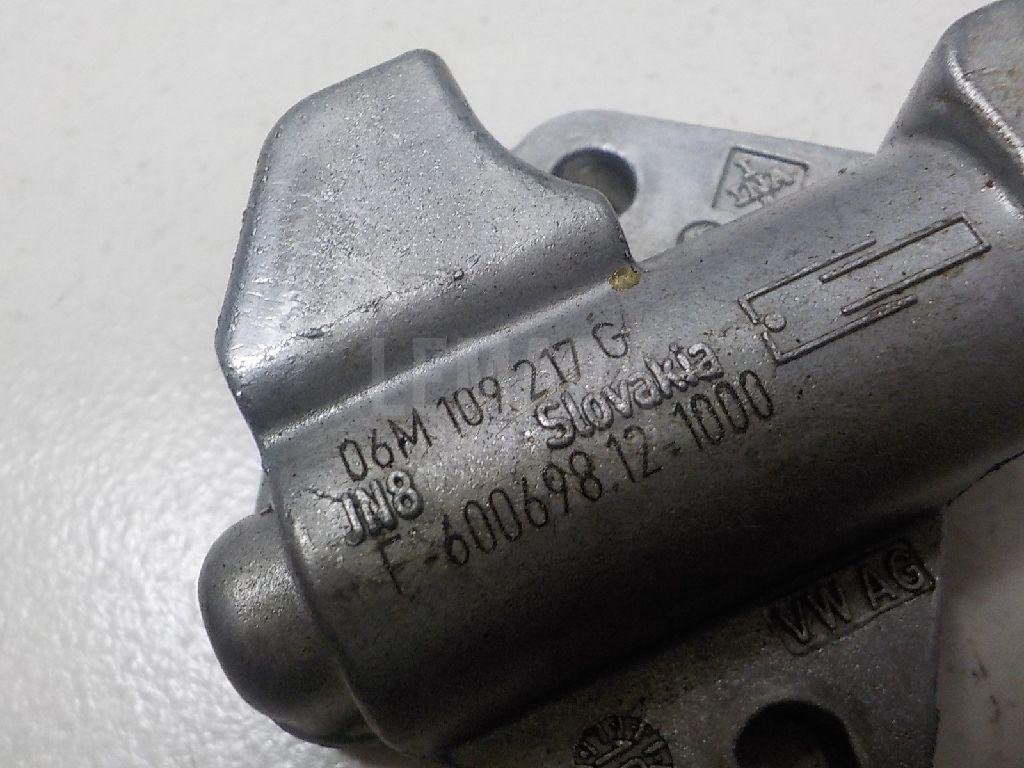 06M 109 217 G
Slovakia
JN8
F-600698.12-1000
VW AG